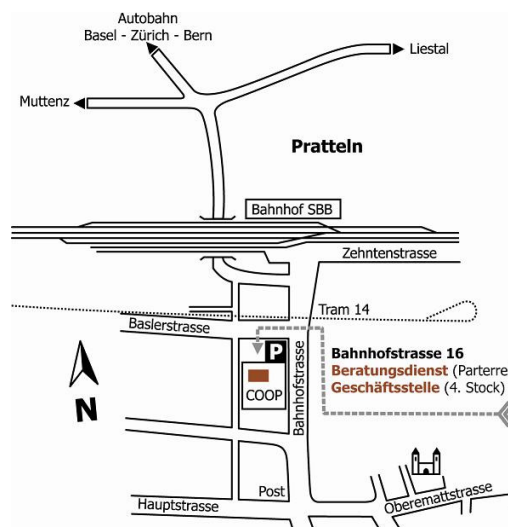 Autobahn
Basel - Zürich - Bern
Liestal
Muttenz
Pratteln
Bahnhof SBB
Zehntenstrasse
Tram 14
Baslerstrasse
P
Bahnhofstrasse 16
Beratungsdienst (Parterre
Geschäftsstelle (4. Stock)
COOP
Bahnhofstrasse
N
Post
Hauptstrasse
Oberemattstrasse